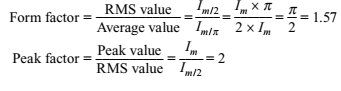 Form factor = RMS value / Average value = I_m/2 / I_m/π = I_m × π / 2 × I_m = π / 2 = 1.57
Peak factor = Peak value / RMS value = I_m / I_m/2 = 2